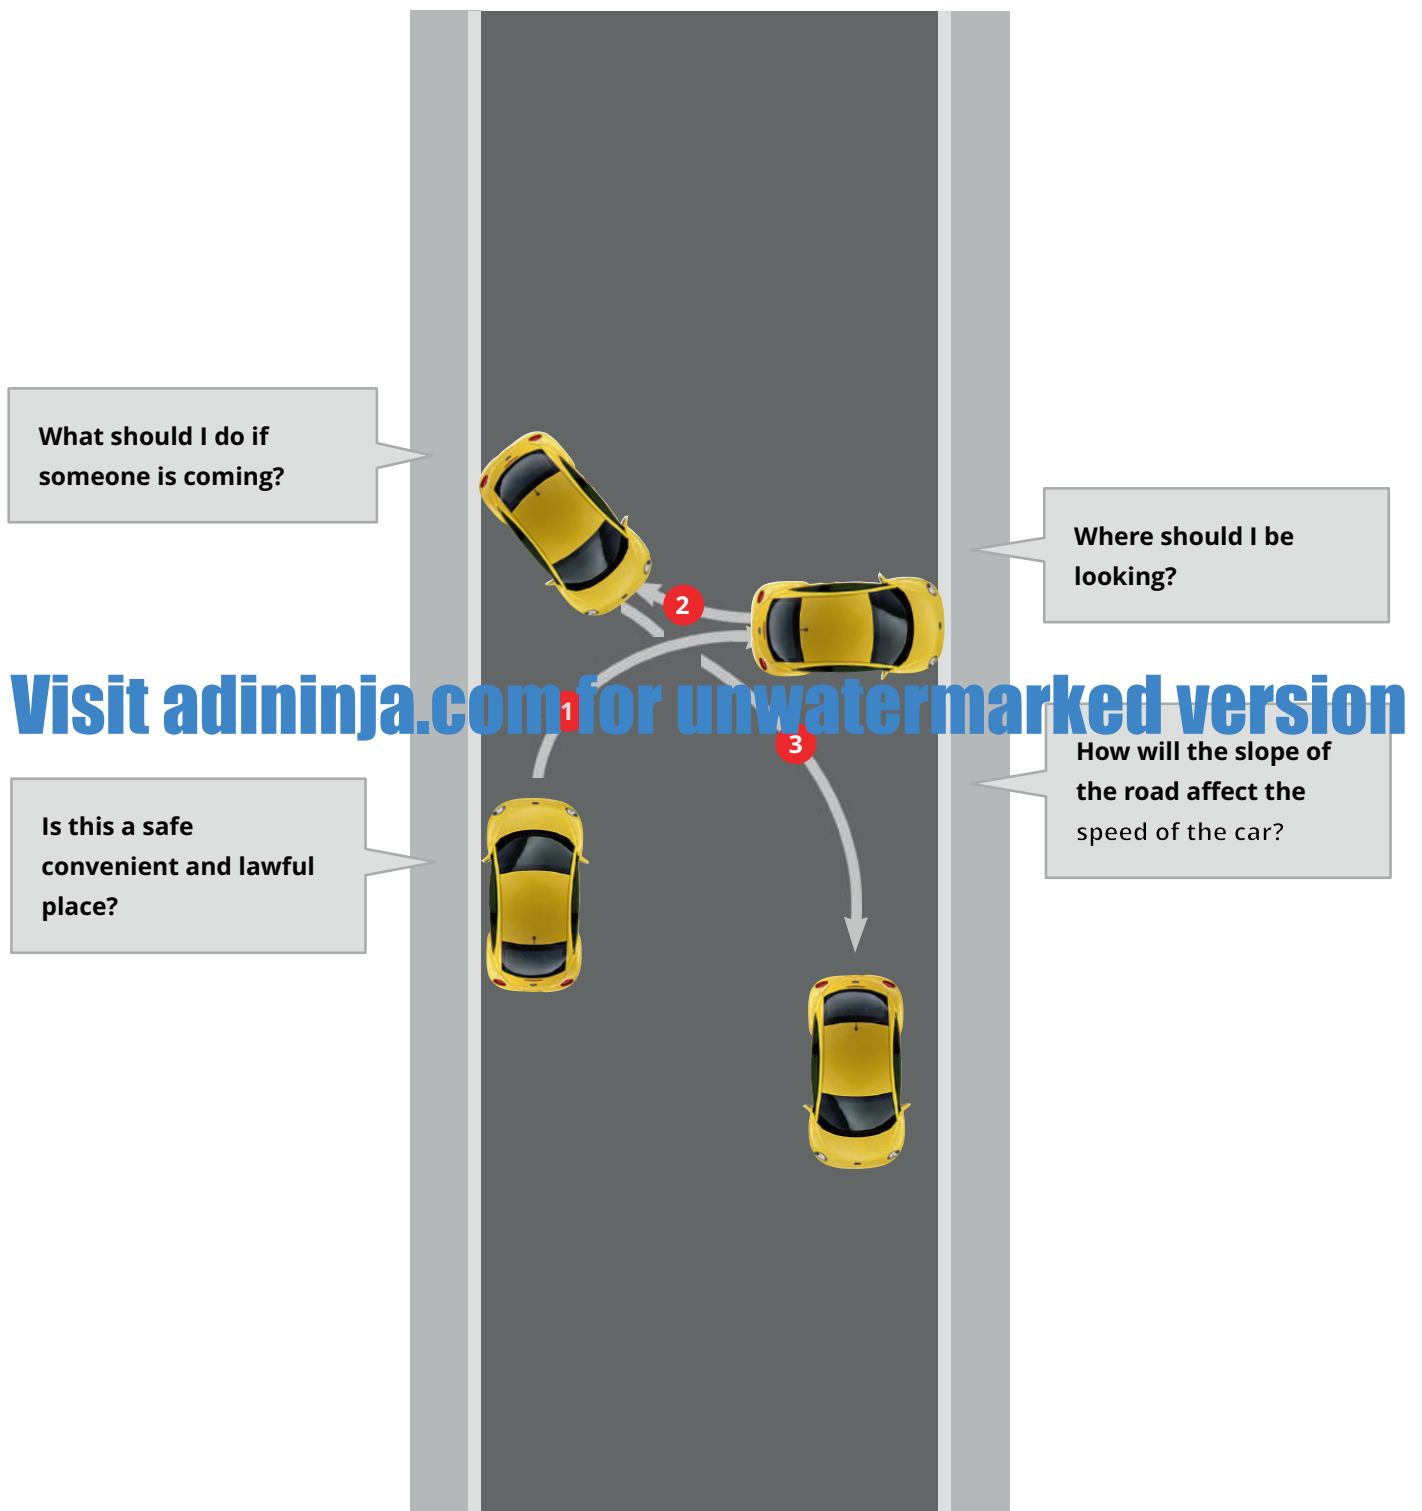 What should I do if
someone is coming?
Where should I be
looking?
2
Visit adininja.com for unwatermarked version
1
3
How will the slope of
the road affect the
speed of the car?
Is this a safe
convenient and lawful
place?